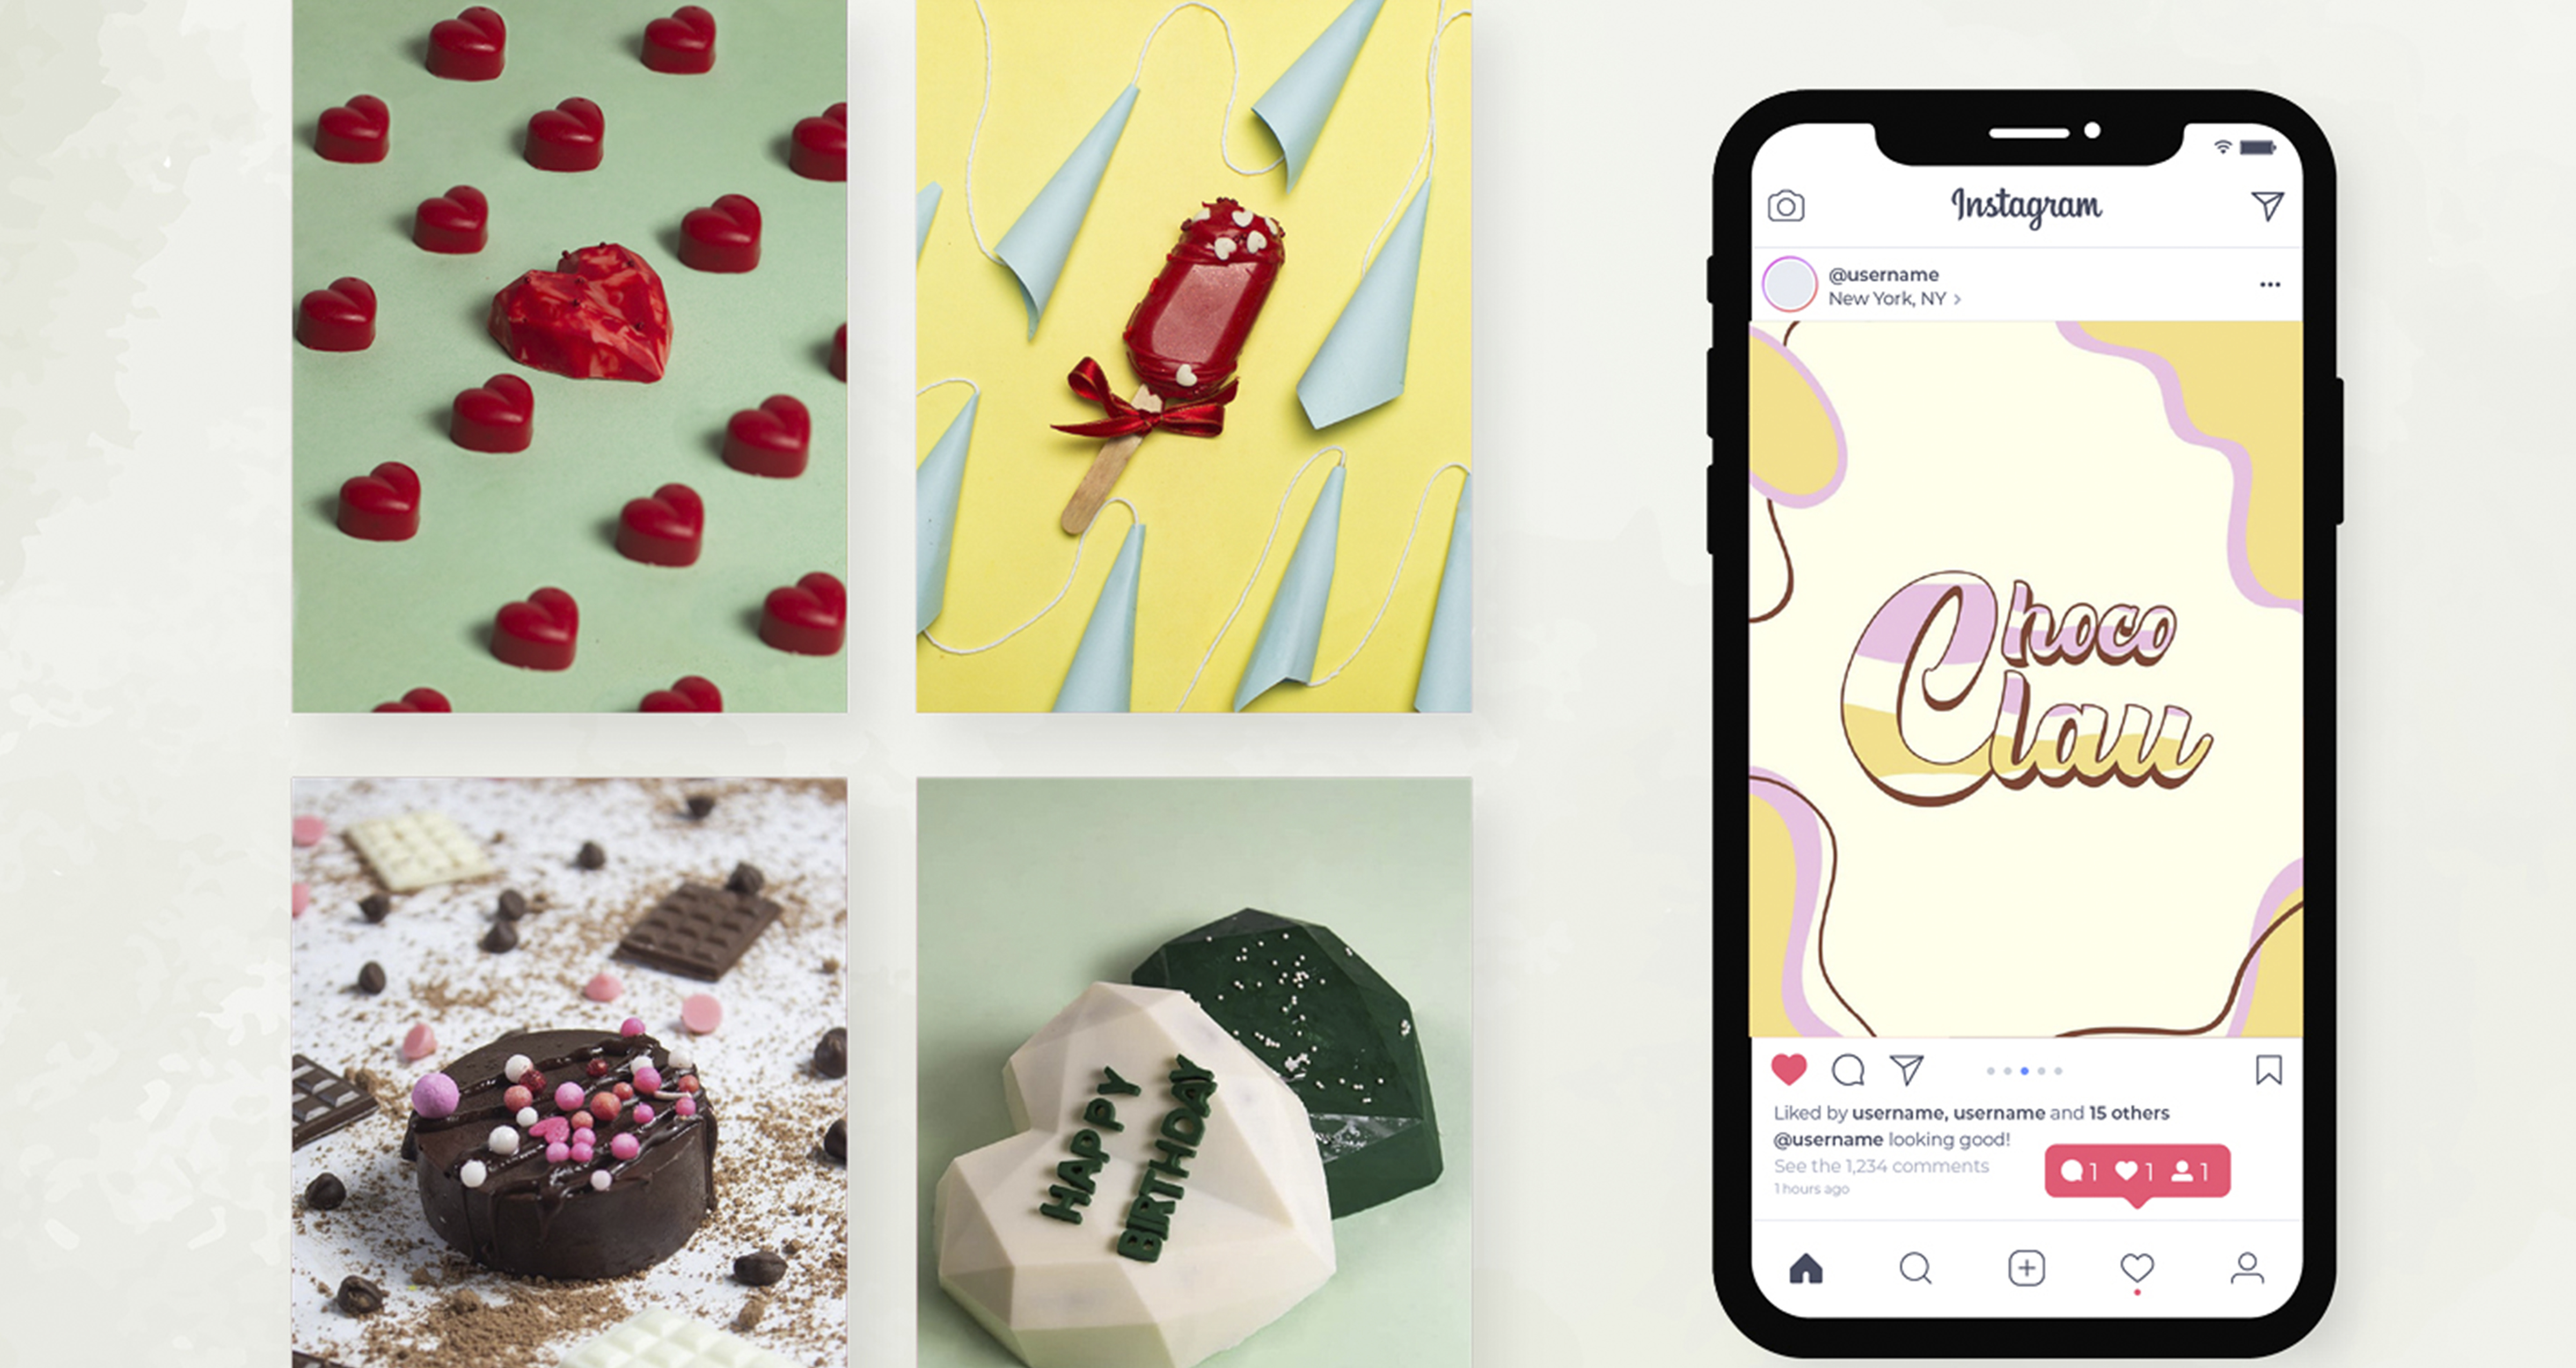 HAPPY
BIRTHDAY
Instagram
@username
New York, NY >
Choco
Clau
Liked by username, username and 15 others
@username looking good!
See the 1,234 comments
1 hours ago
1 1 1